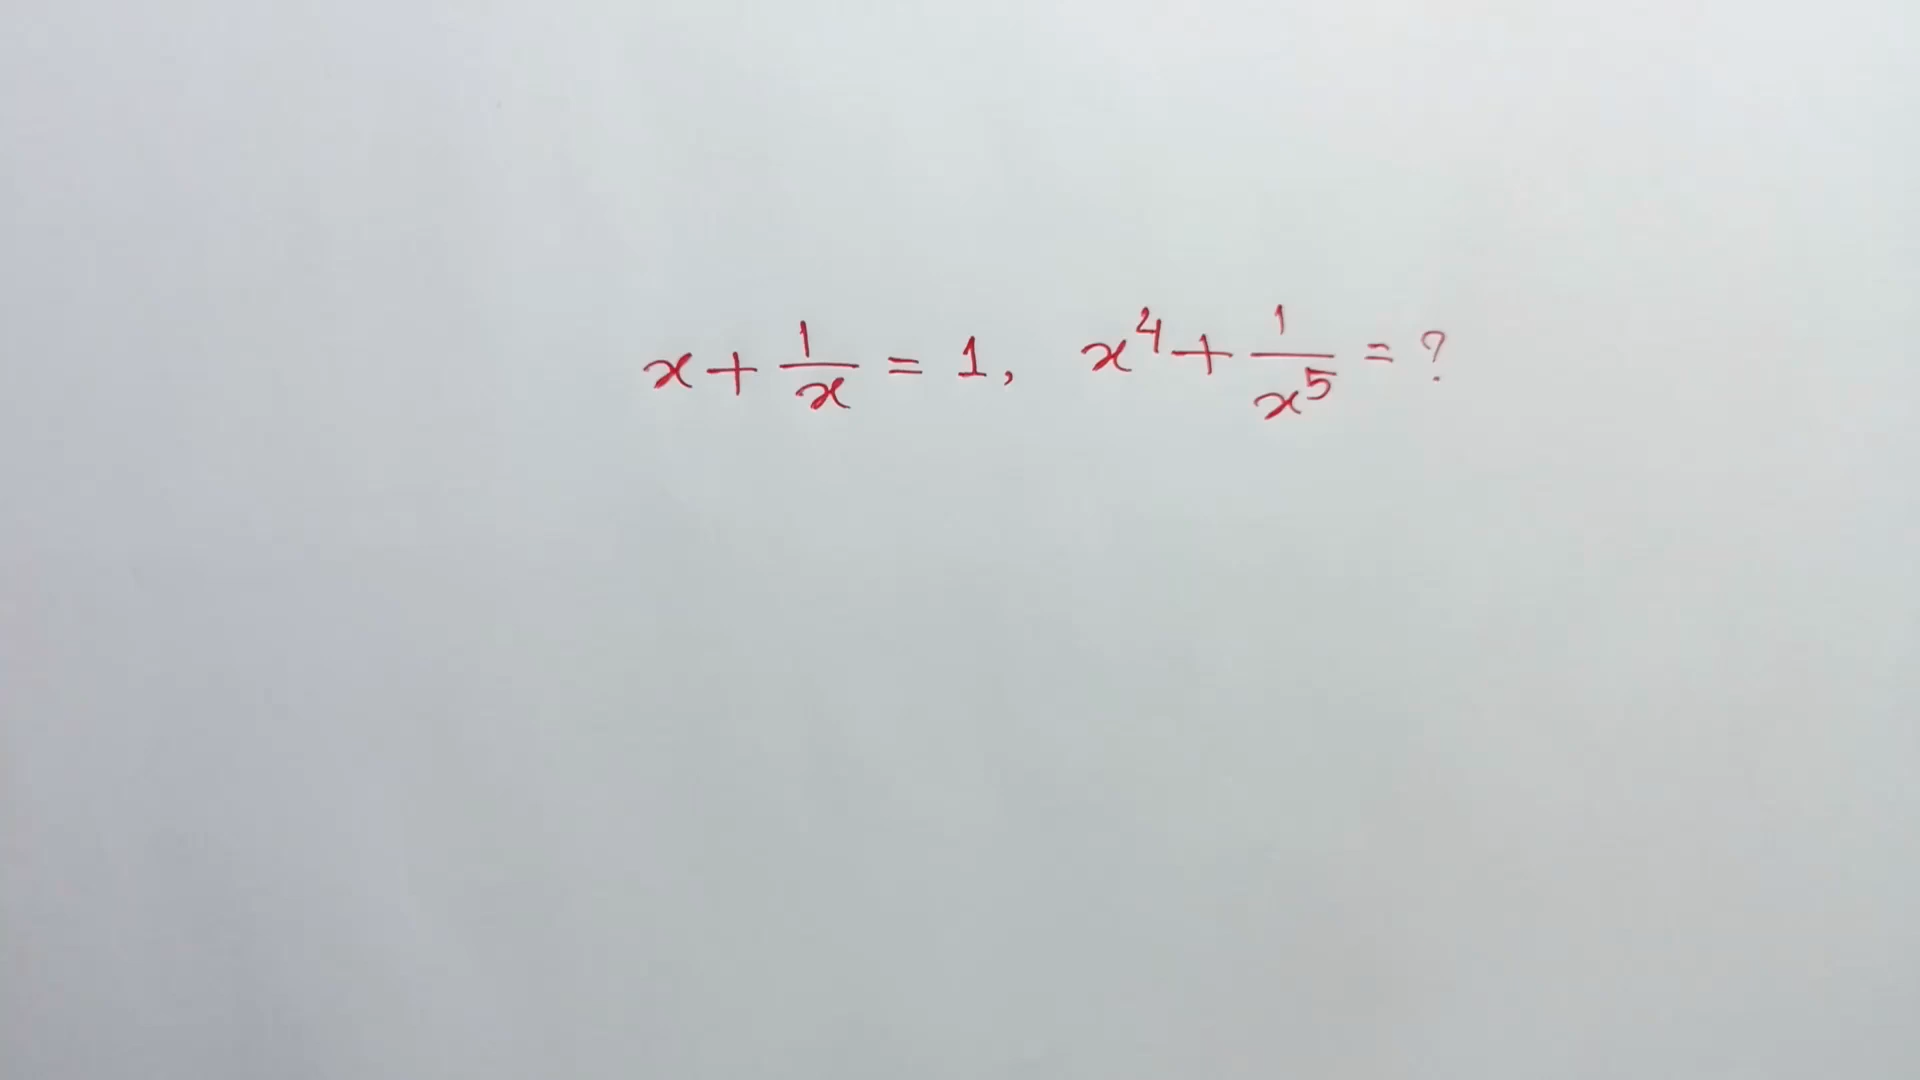 x + 1/x = 1, x⁴ + 1/x⁵ = ?